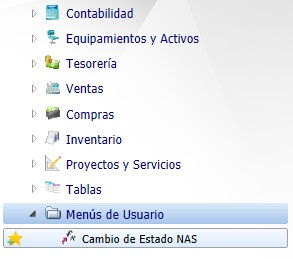 Contabilidad
Equipamientos y Activos
Tesorería
Ventas
Compras
Inventario
Proyectos y Servicios
Tablas
Menús de Usuario
Cambio de Estado NAS